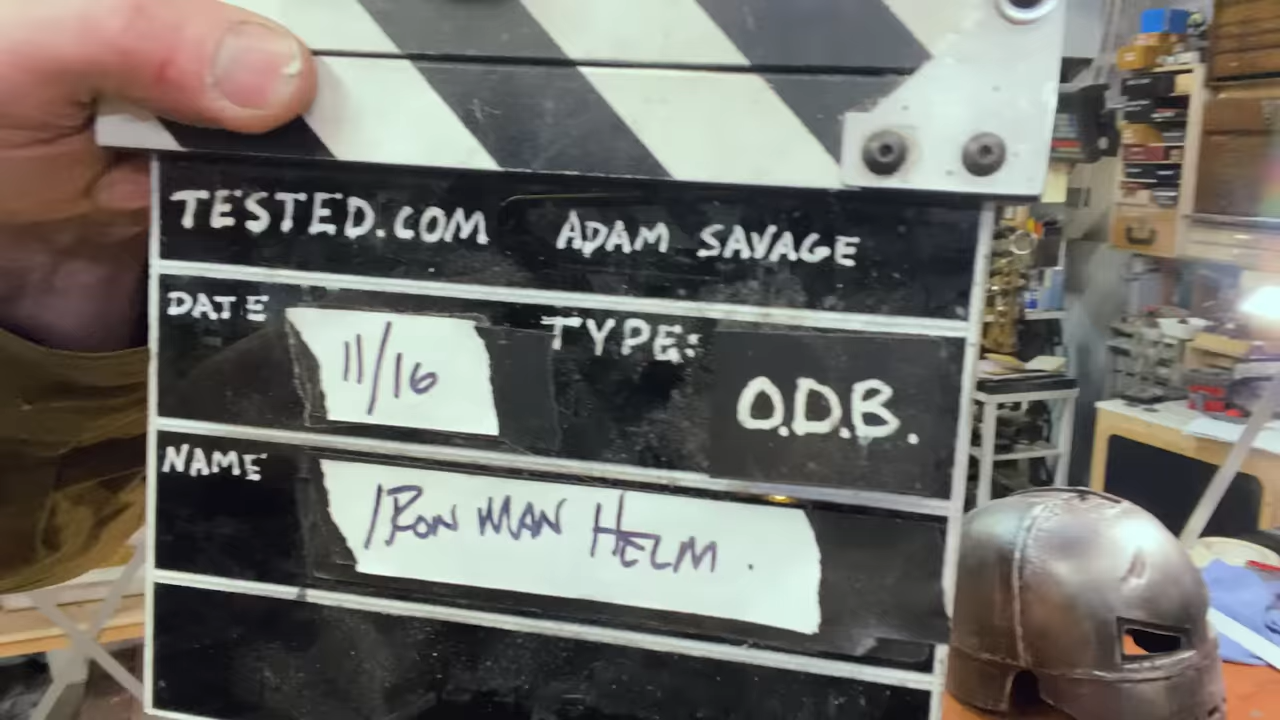 TESTED.COM ADAM SAVAGE
DATE 11/16 TYPE: O.D.B.
NAME IRON MAN HELM.